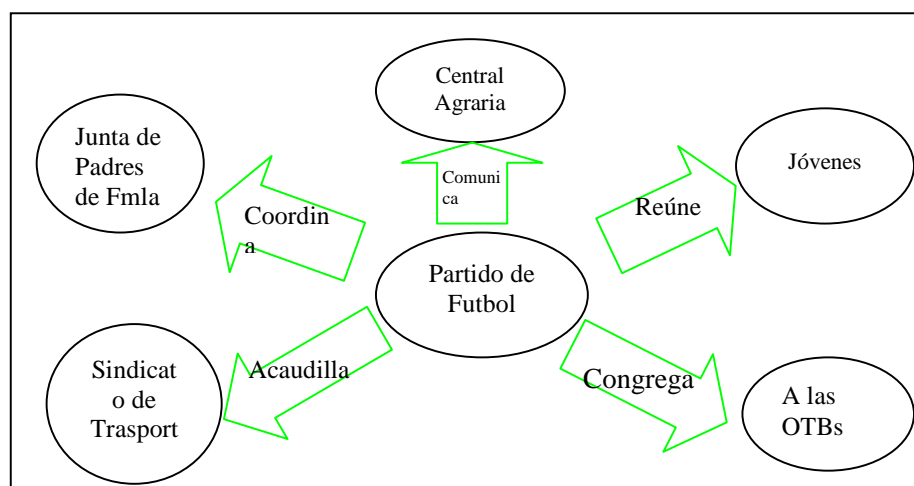 Central
Agraria
Junta de
Padres
de Fmla
Jóvenes
Comuni
ca
Reúne
Coordin
a
Partido de
Futbol
Sindicat
o de
Trasport
Acaudilla
Congrega
A las
OTBs